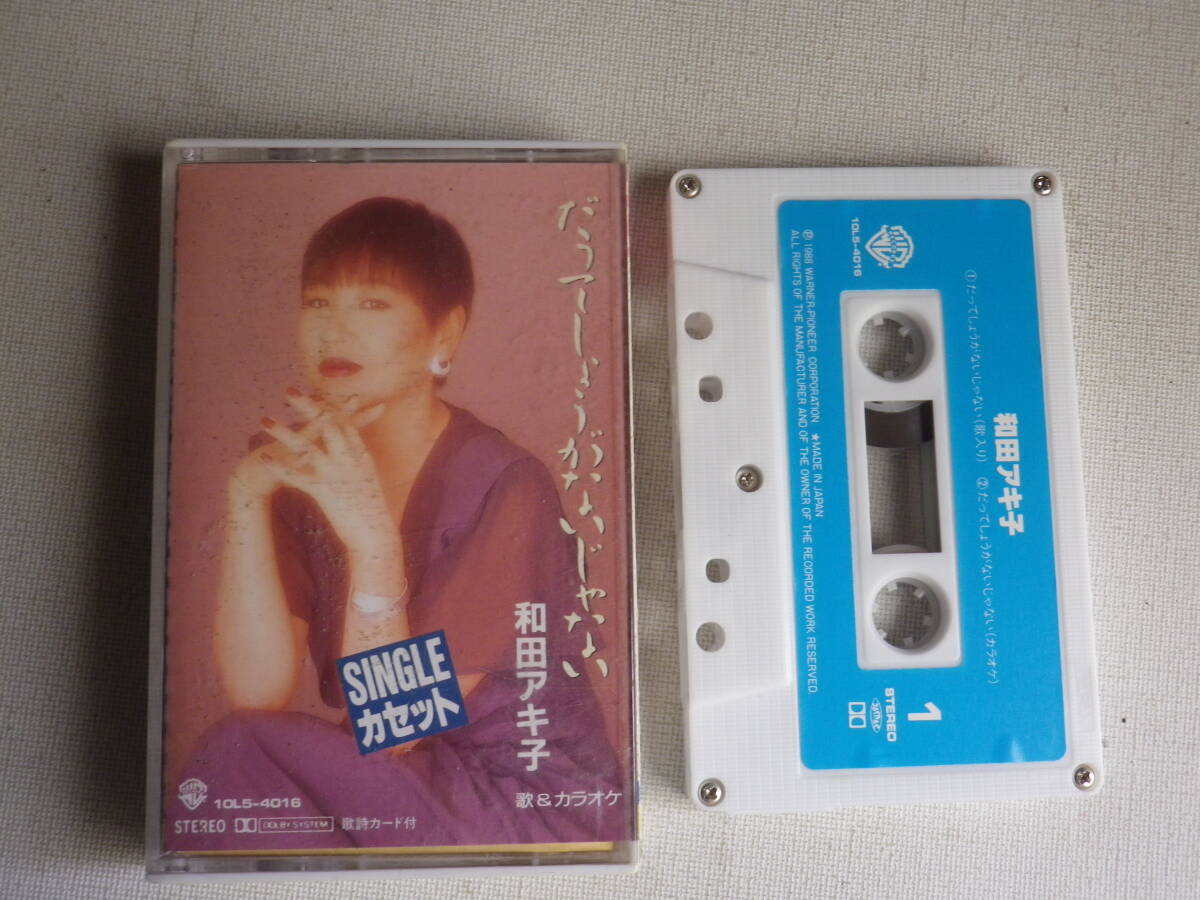 だってしょうがないじゃない
和田アキ子
SINGLE
カセット
歌&カラオケ
10L5-4016
STEREO DOLBY SYSTEM 歌詩カード付
10L5-4016
和田アキ子
①だってしょうがないじゃない(歌入り) ②だってしょうがないじゃない(カラオケ)
1
STEREO
Ⓟ1988 WARNER-PIONEER CORPORATION ★MADE IN JAPAN
ALL RIGHTS OF THE MANUFACTURER AND OF THE OWNER OF THE RECORDED WORK RESERVED.